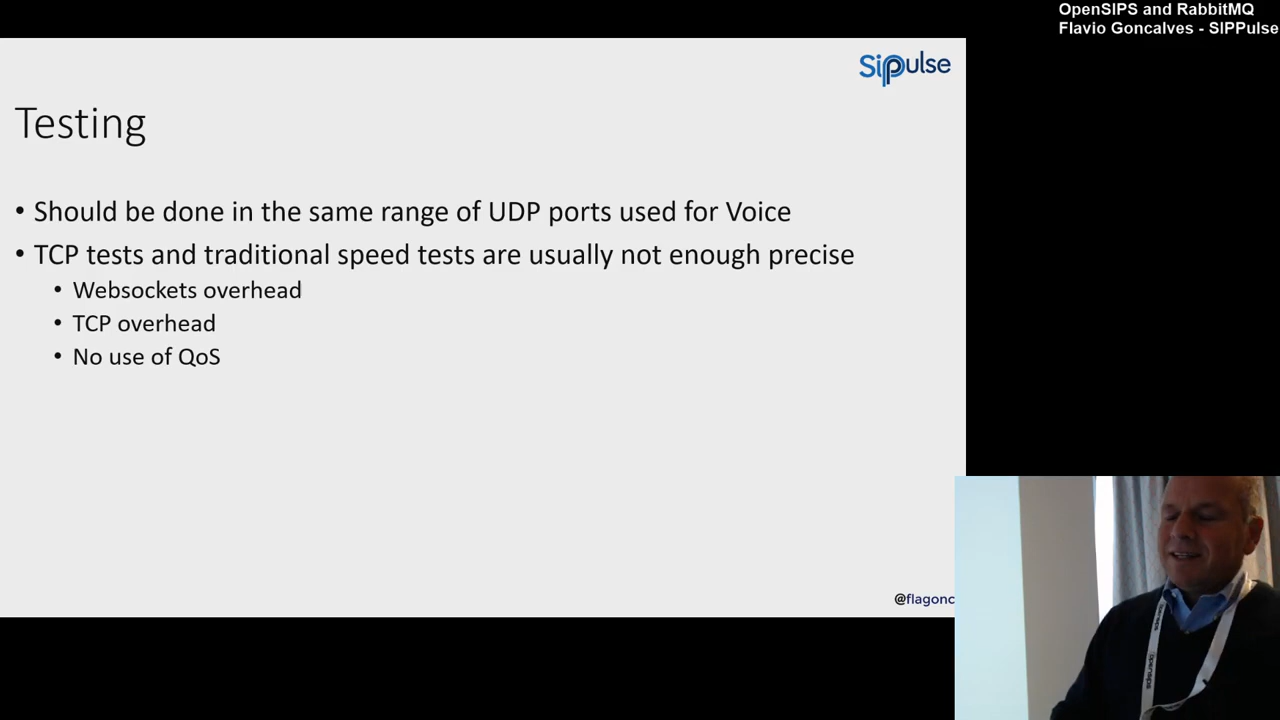 OpenSIPS and RabbitMQ
Flavio Goncalves - SIPPulse
SipPulse
Testing
• Should be done in the same range of UDP ports used for Voice
• TCP tests and traditional speed tests are usually not enough precise
• Websockets overhead
• TCP overhead
• No use of QoS
@flagonc